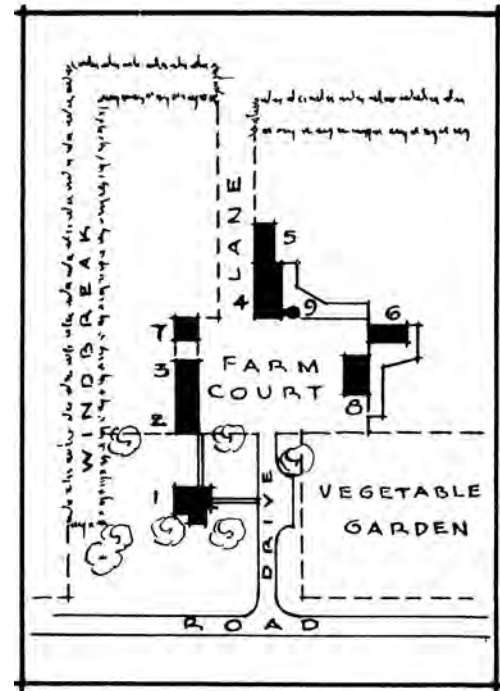 WINDBREAK
LANE
5
4
9
6
7
3
FARM
COURT
8
2
1
DRIVE
VEGETABLE
GARDEN
ROAD